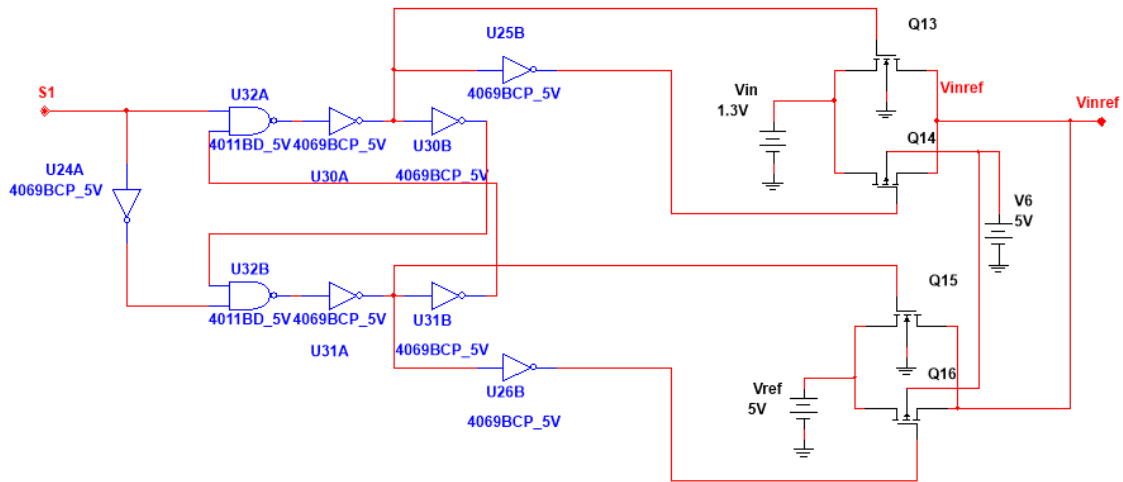 U25B
Q13
4069BCP_5V
S1
U32A
Vin
1.3V
Vinref
Vinref
4011BD_5V
4069BCP_5V
U30B
Q14
U24A
4069BCP_5V
U30A
4069BCP_5V
V6
5V
U32B
Q15
4011BD_5V
4069BCP_5V
U31B
U31A
4069BCP_5V
Q16
Vref
5V
U26B
4069BCP_5V